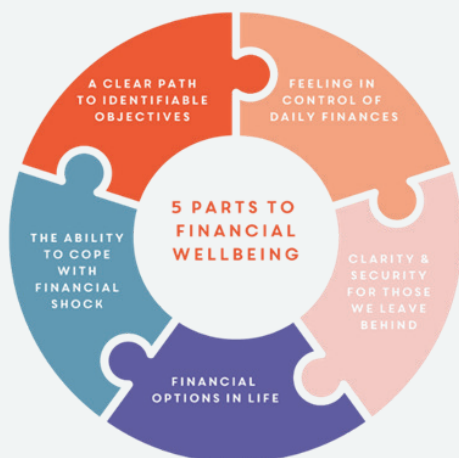 5 PARTS TO
FINANCIAL
WELLBEING
A CLEAR PATH
TO IDENTIFIABLE
OBJECTIVES
FEELING IN
CONTROL OF
DAILY FINANCES
CLARITY &
SECURITY
FOR THOSE
WE LEAVE
BEHIND
FINANCIAL
OPTIONS IN LIFE
THE ABILITY
TO COPE
WITH
FINANCIAL
SHOCK